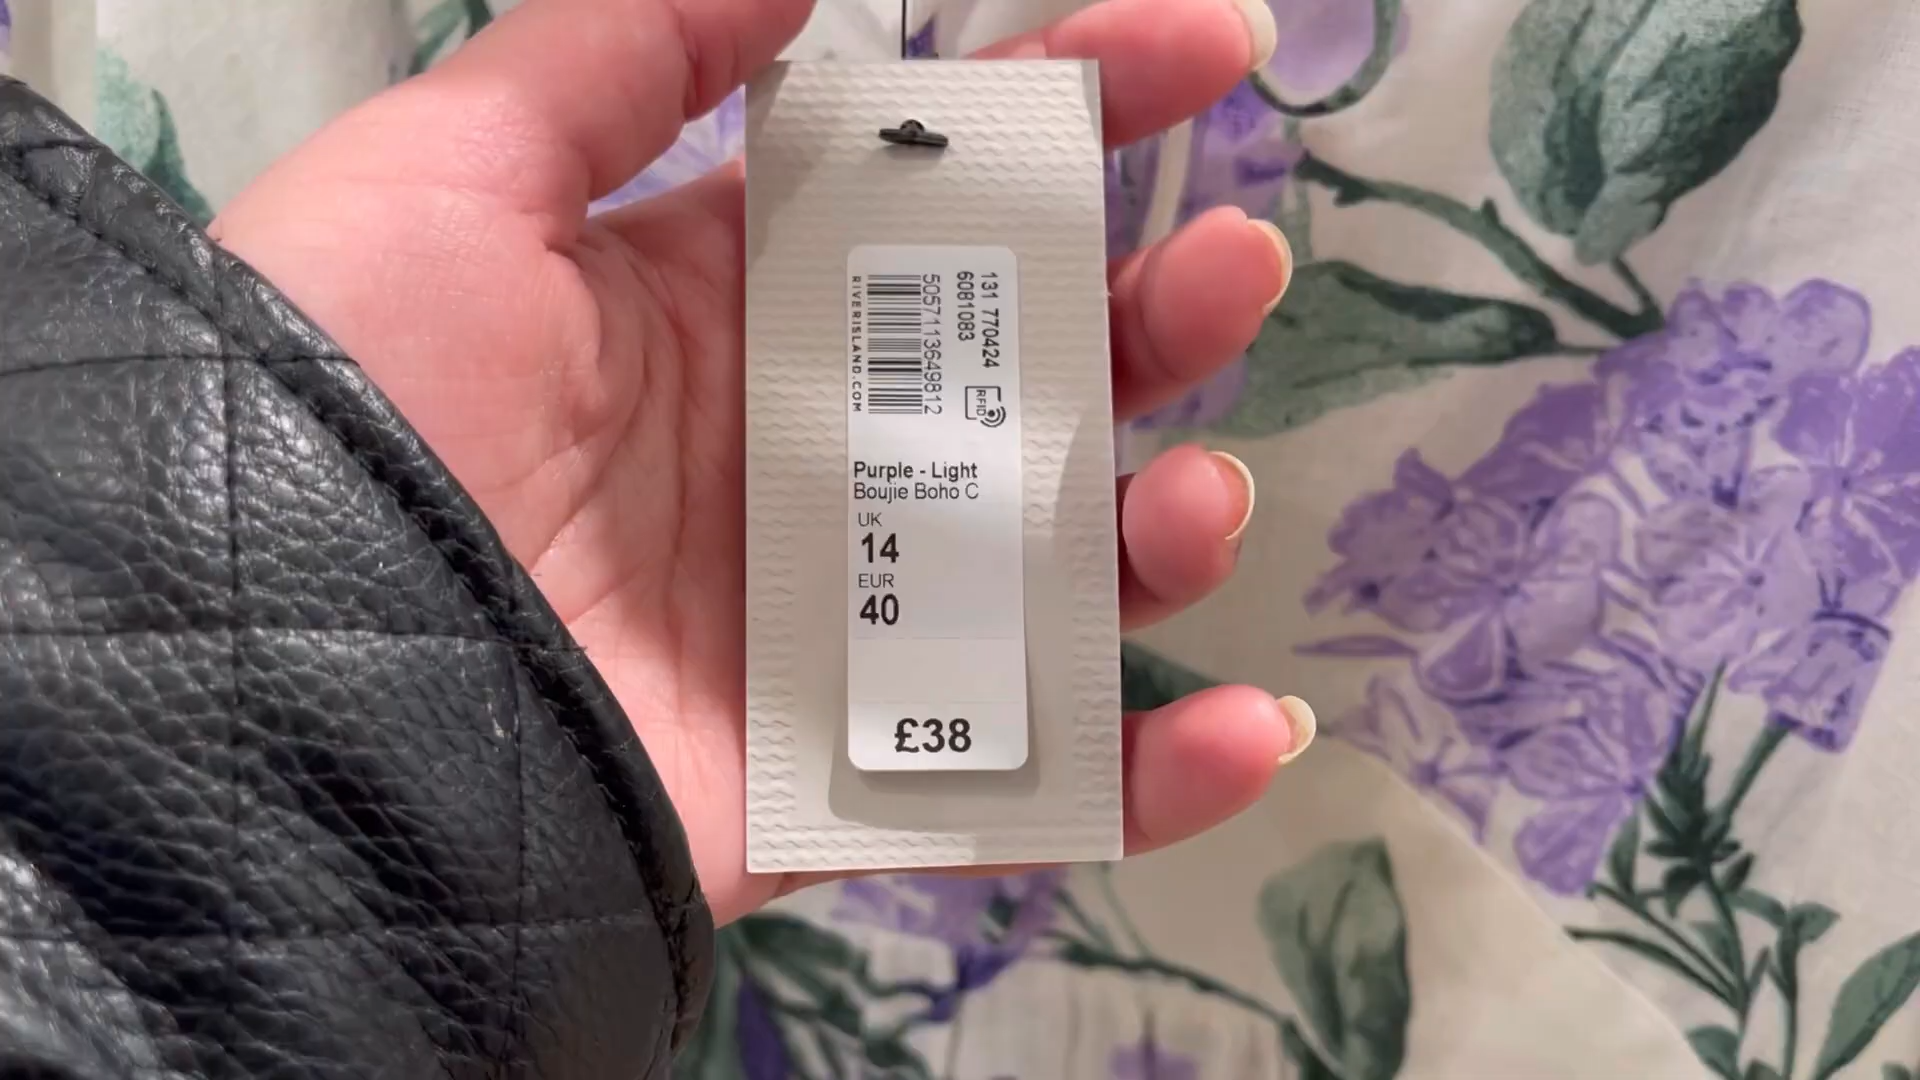 131 770424
6081083
RFID
5057113649812
RIVERISLAND.COM
Purple - Light
Boujie Boho C
UK
14
EUR
40
£38